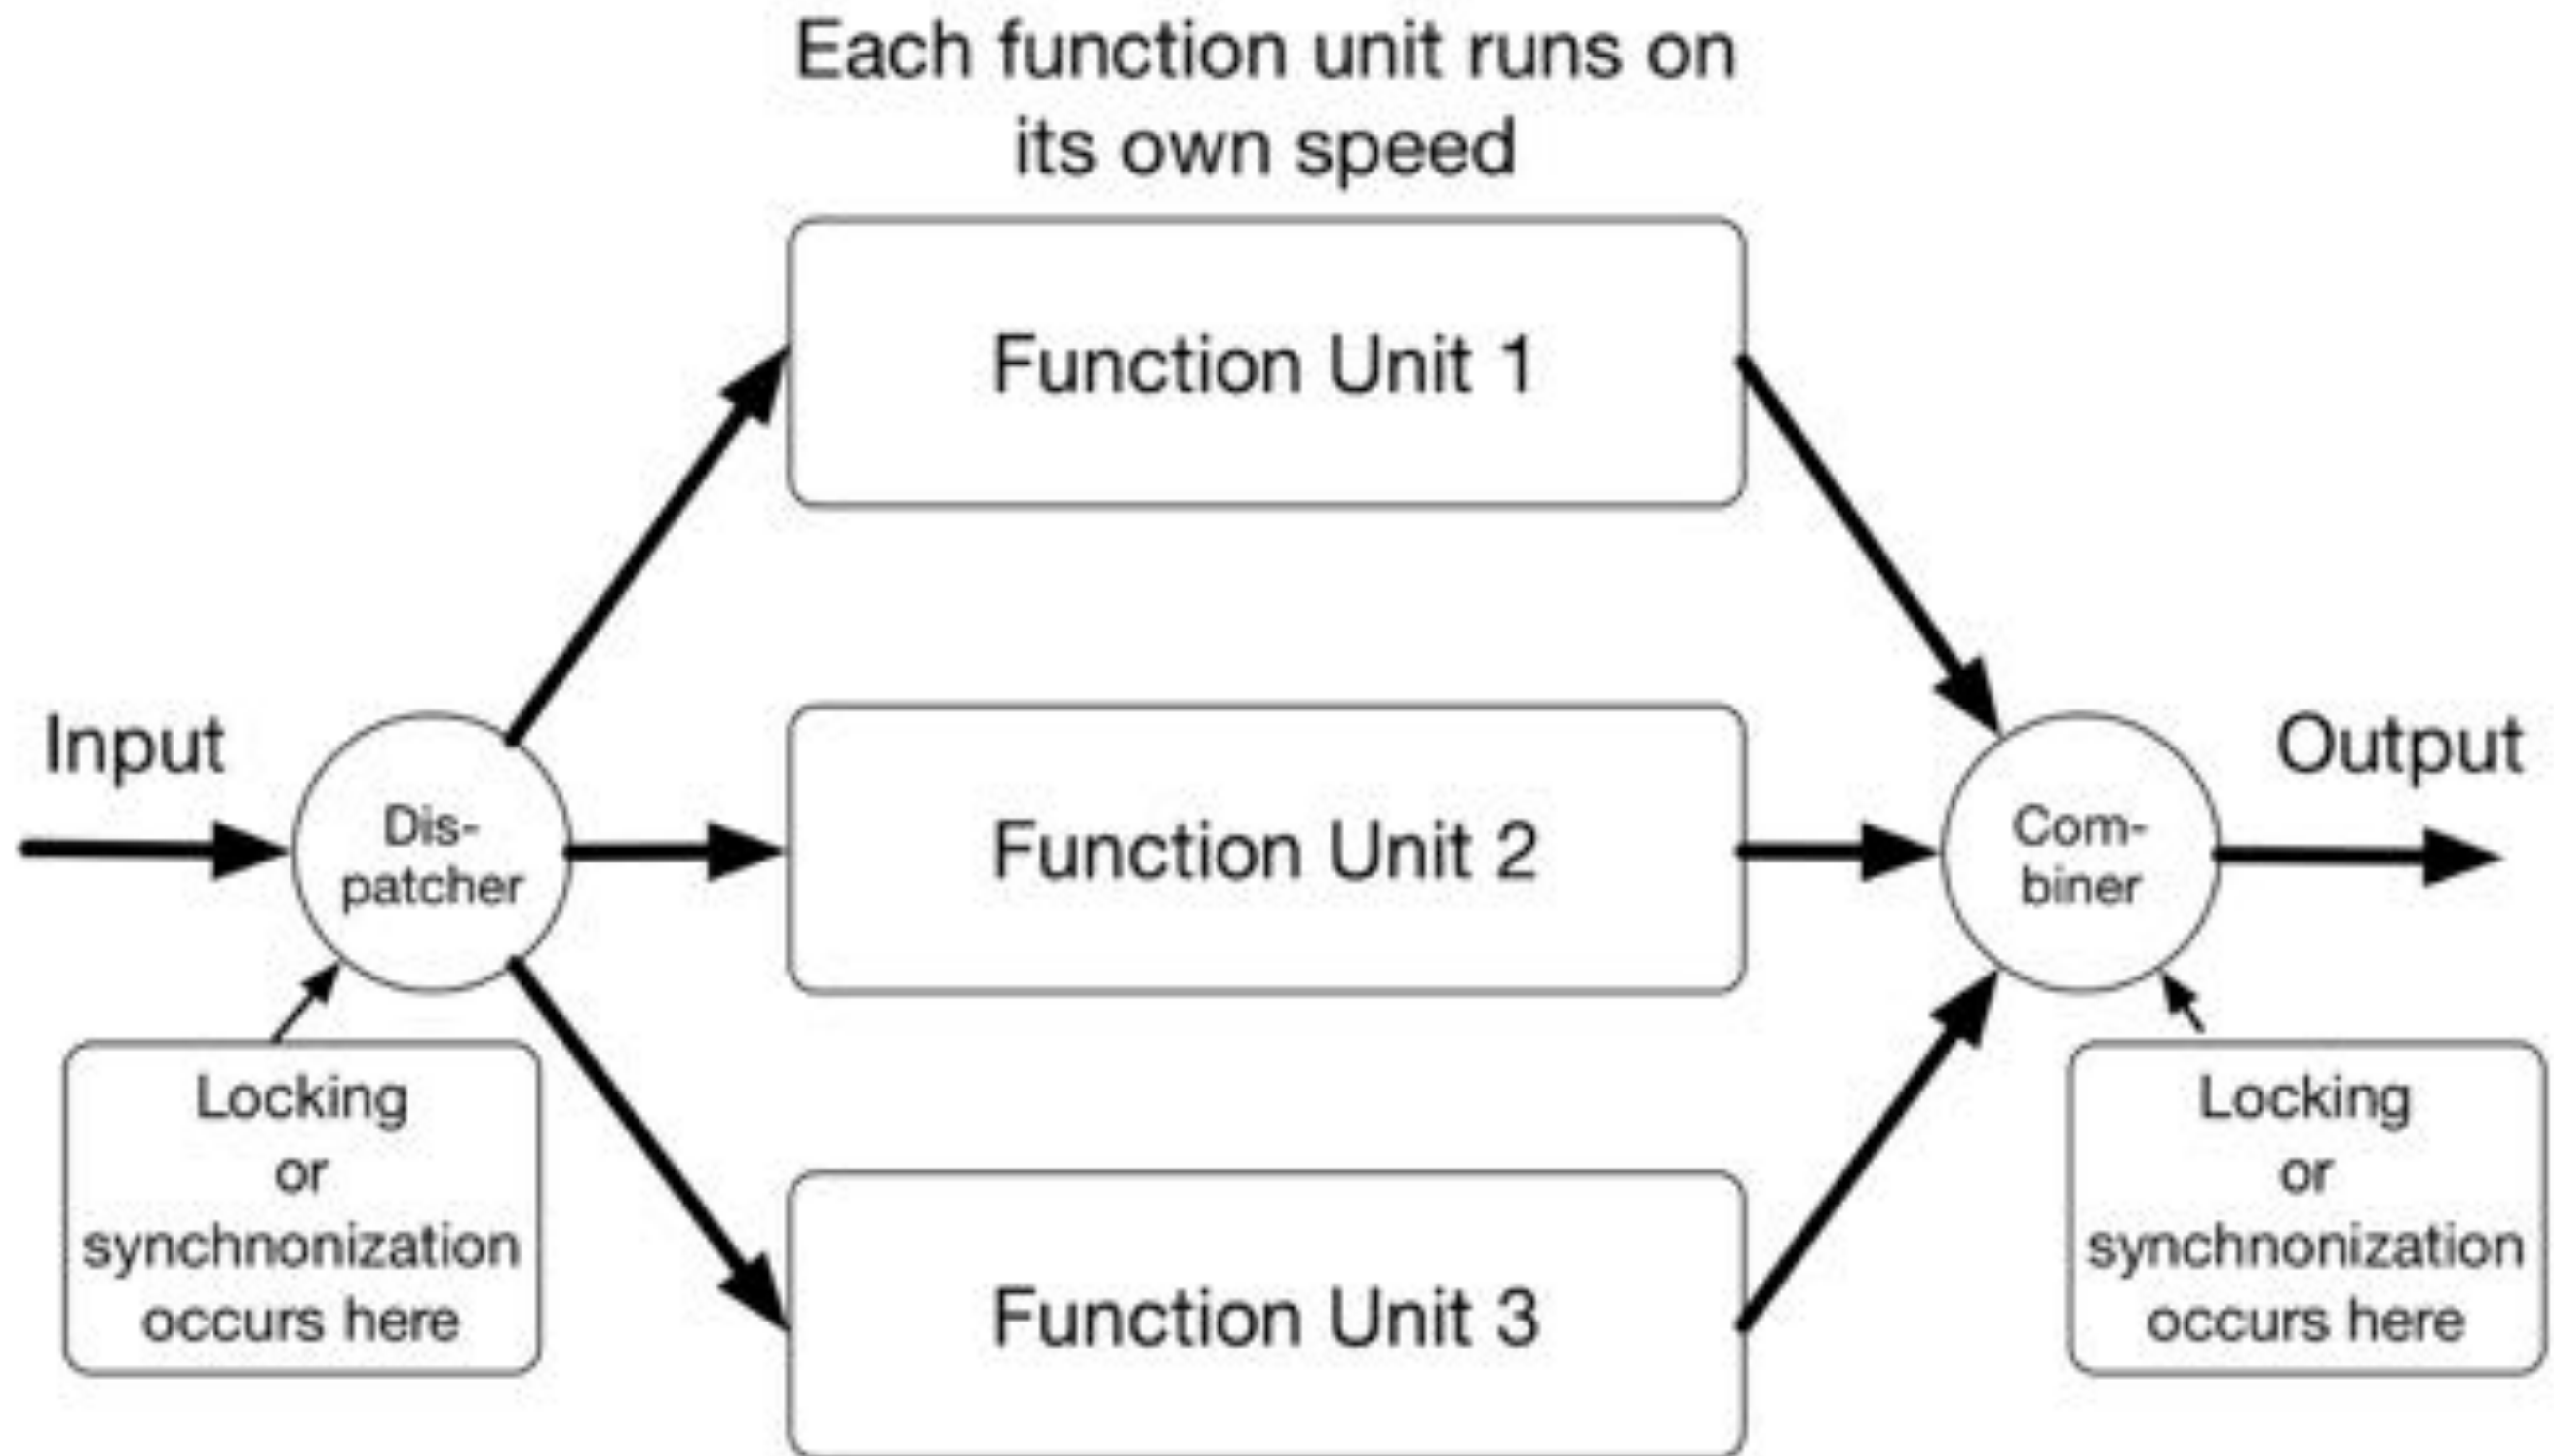 Each function unit runs on
its own speed
Function Unit 1
Input
Dis-
patcher
Function Unit 2
Com-
biner
Output
Locking
or
synchnonization
occurs here
Function Unit 3
Locking
or
synchnonization
occurs here